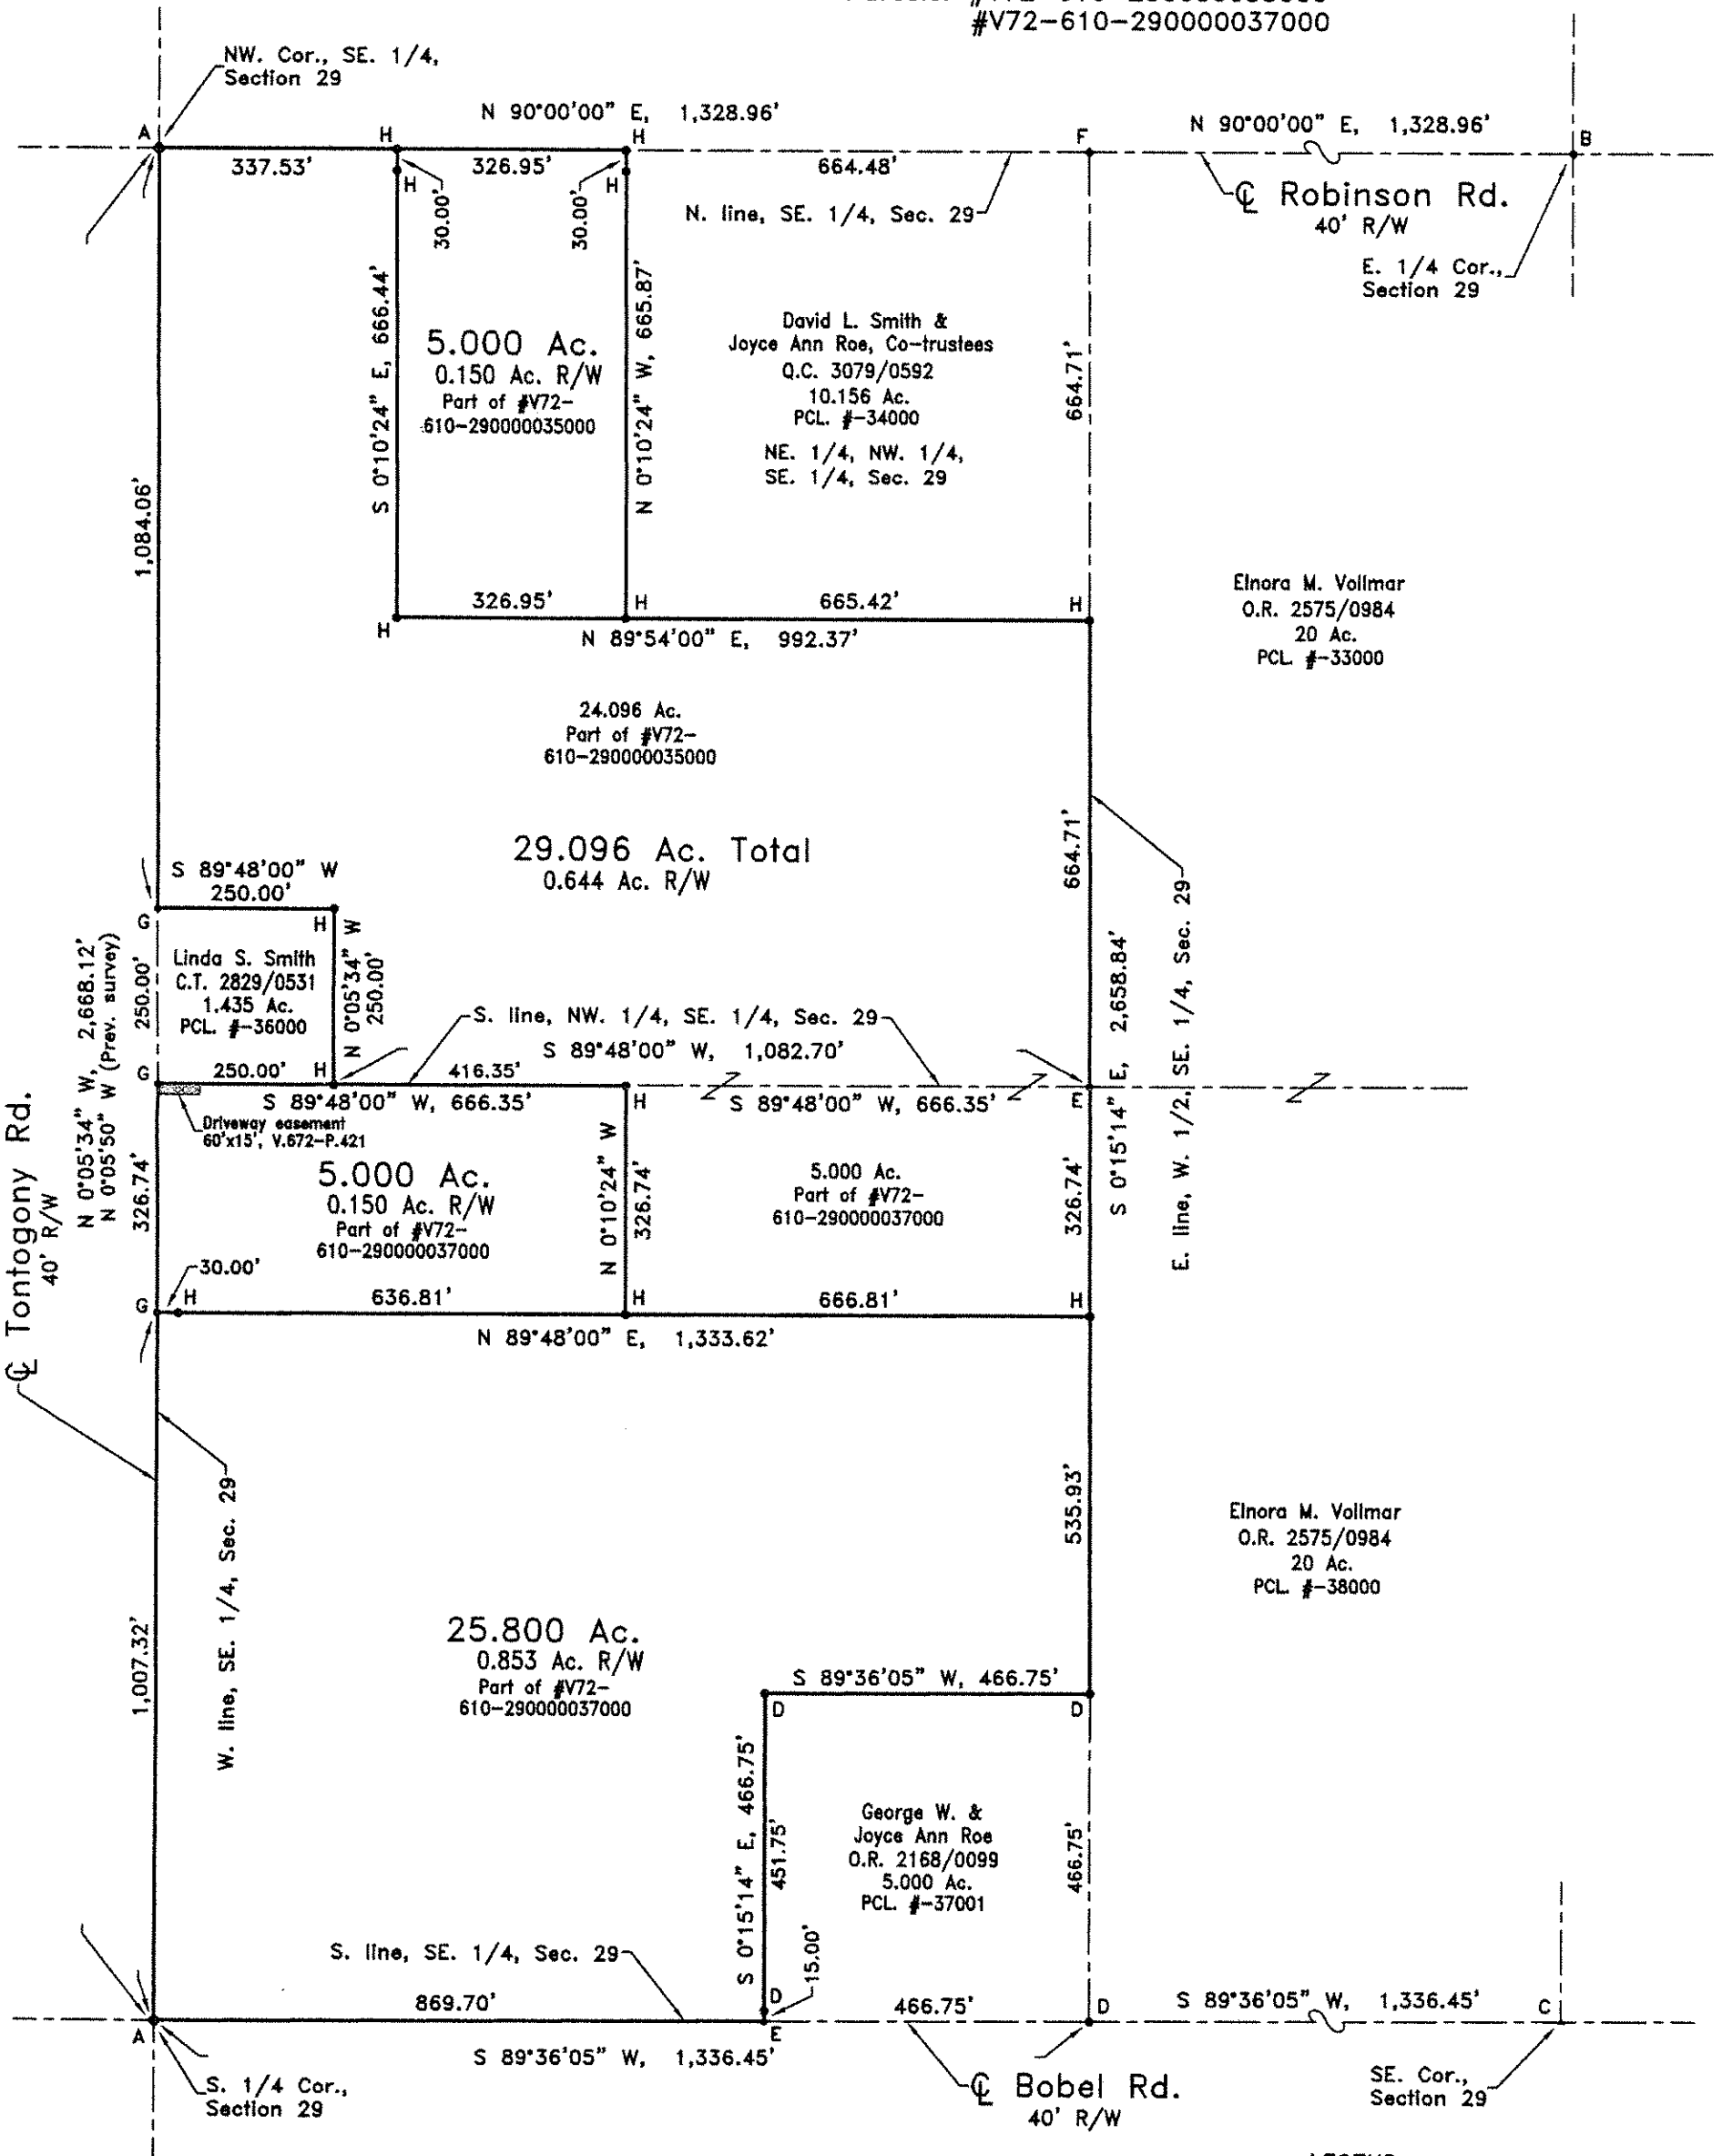 #V72-610-290000037000
NW. Cor., SE. 1/4,
Section 29
N 90°00'00" E, 1,328.96'
N 90°00'00" E, 1,328.96'
A
H
H
F
B
337.53'
326.95'
664.48'
H
30.00'
30.00'
H
N. line, SE. 1/4, Sec. 29
℄ Robinson Rd.
40' R/W
E. 1/4 Cor.,
Section 29
S 0°10'24" E, 666.44'
5.000 Ac.
0.150 Ac. R/W
Part of #V72-
610-290000035000
N 0°10'24" W, 665.87'
David L. Smith &
Joyce Ann Roe, Co-trustees
Q.C. 3079/0592
10.156 Ac.
PCL. #-34000
NE. 1/4, NW. 1/4,
SE. 1/4, Sec. 29
664.71'
1,084.06'
Elnora M. Vollmar
O.R. 2575/0984
20 Ac.
PCL. #-33000
326.95'
H
665.42'
H
H
N 89°54'00" E, 992.37'
24.096 Ac.
Part of #V72-
610-290000035000
29.096 Ac. Total
0.644 Ac. R/W
664.71'
S 89°48'00" W
250.00'
G
H
Linda S. Smith
C.T. 2829/0531
1.435 Ac.
PCL. #-36000
250.00'
N 0°05'34" W
250.00'
N 0°05'34" W, 2,668.12'
N 0°05'50" W (Prev. survey)
S. line, NW. 1/4, SE. 1/4, Sec. 29
S 89°48'00" W, 1,082.70'
S 0°15'14" E, 2,658.84'
E. line, W. 1/2, SE. 1/4, Sec. 29
G
250.00'
H
416.35'
S 89°48'00" W, 666.35'
H
S 89°48'00" W, 666.35'
E
Driveway easement
60'x15', V.672-P.421
℄ Tontogony Rd.
40' R/W
326.74'
5.000 Ac.
0.150 Ac. R/W
Part of #V72-
610-290000037000
N 0°10'24" W
326.74'
5.000 Ac.
Part of #V72-
610-290000037000
326.74'
30.00'
G
H
636.81'
H
666.81'
H
N 89°48'00" E, 1,333.62'
W. line, SE. 1/4, Sec. 29
535.93'
Elnora M. Vollmar
O.R. 2575/0984
20 Ac.
PCL. #-38000
1,007.32'
25.800 Ac.
0.853 Ac. R/W
Part of #V72-
610-290000037000
S 89°36'05" W, 466.75'
D
D
S 0°15'14" E, 466.75'
451.75'
George W. &
Joyce Ann Roe
O.R. 2168/0099
5.000 Ac.
PCL. #-37001
466.75'
S. line, SE. 1/4, Sec. 29
15.00'
869.70'
D
466.75'
D
S 89°36'05" W, 1,336.45'
C
A
E
S 89°36'05" W, 1,336.45'
S. 1/4 Cor.,
Section 29
℄ Bobel Rd.
40' R/W
SE. Cor.,
Section 29